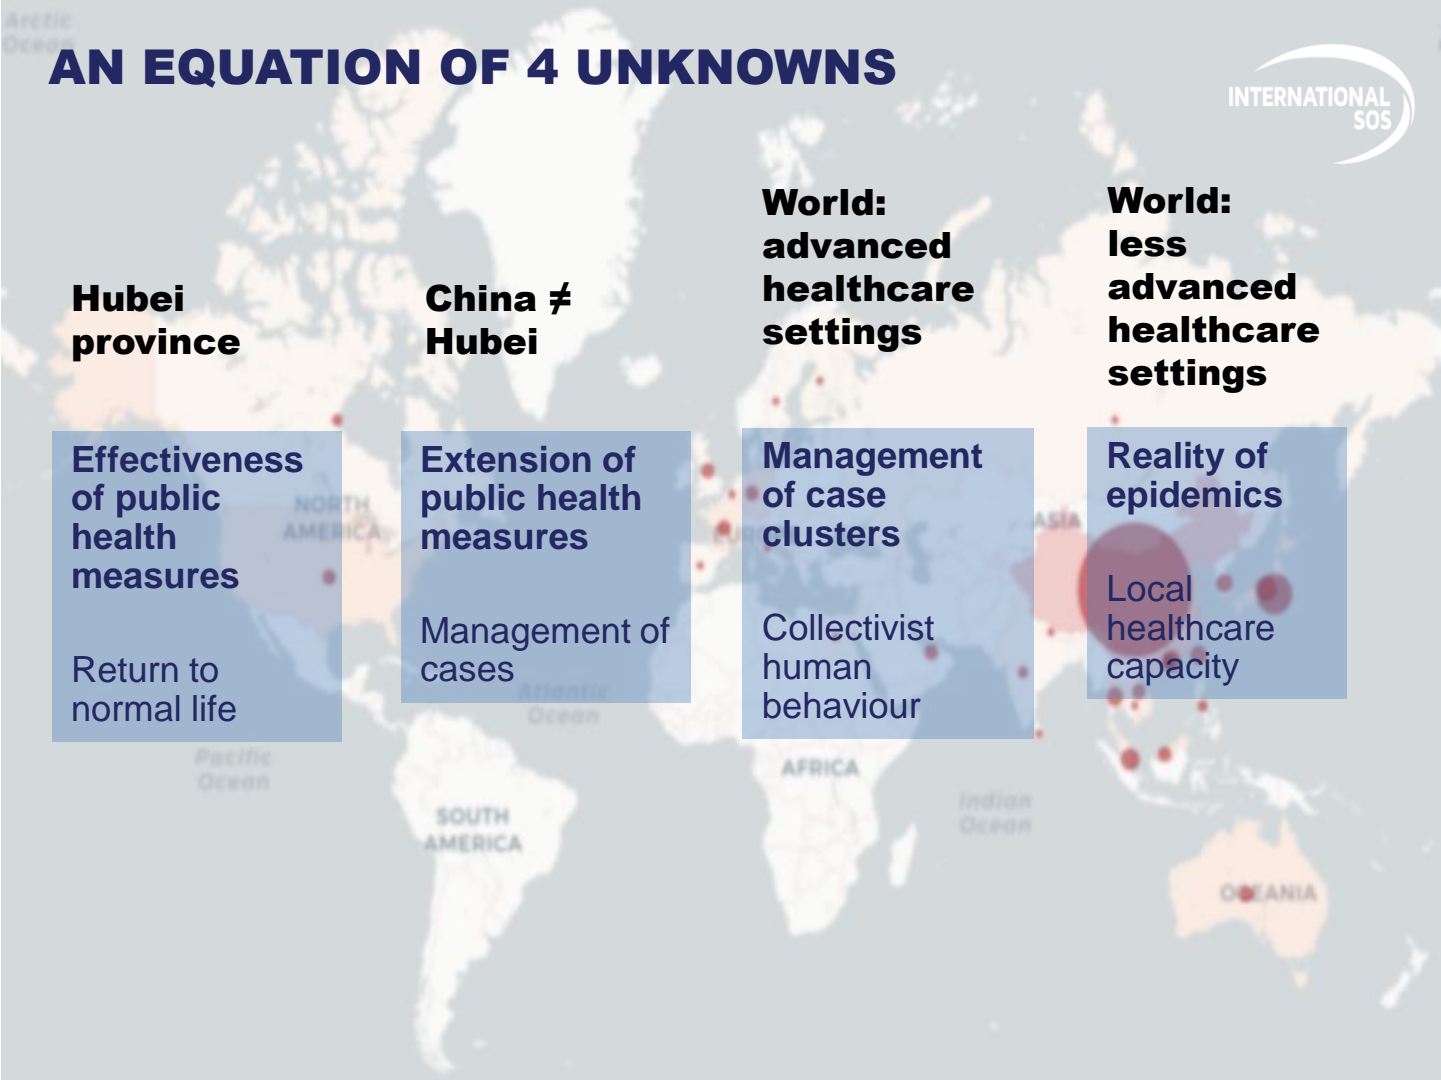 Arctic
Ocean
AN EQUATION OF 4 UNKNOWNS
INTERNATIONAL
SOS
Hubei
province
China ≠
Hubei
World:
advanced
healthcare
settings
World:
less
advanced
healthcare
settings
Effectiveness
of public
health
measures
Return to
normal life
Extension of
public health
measures
Management of
cases
Management
of case
clusters
Collectivist
human
behaviour
Reality of
epidemics
Local
healthcare
capacity
NORTH
AMERICA
EUROPE
ASIA
Atlantic
Ocean
Pacific
Ocean
AFRICA
SOUTH
AMERICA
Indian
Ocean
OCEANIA